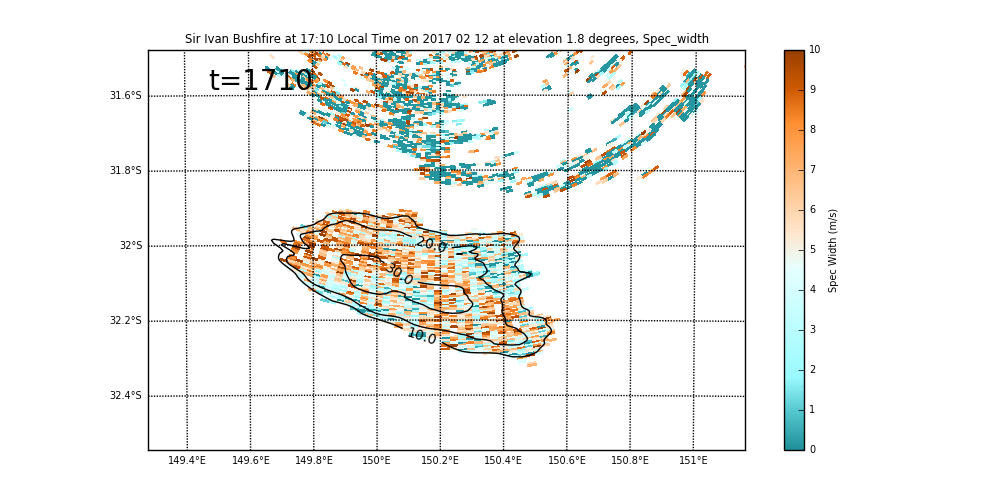 Sir Ivan Bushfire at 17:10 Local Time on 2017 02 12 at elevation 1.8 degrees, Spec_width
t=1710
31.6°S
31.8°S
32°S
32.2°S
32.4°S
20.0
30.0
10.0
149.4°E 149.6°E 149.8°E 150°E 150.2°E 150.4°E 150.6°E 150.8°E 151°E
10
9
8
7
6
5
4
3
2
1
0
Spec Width (m/s)